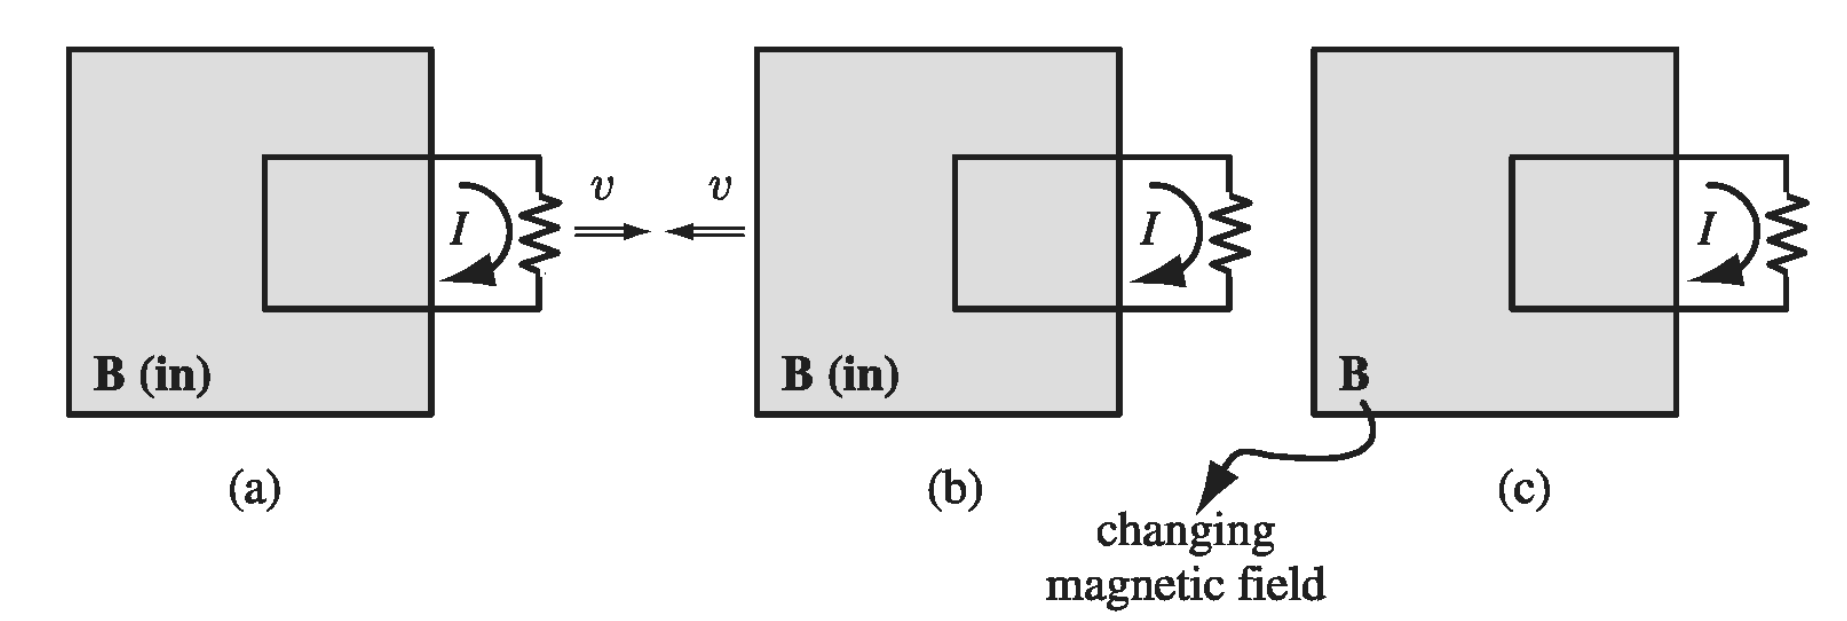 v
v
I
I
I
B (in)
B (in)
B
(a)
(b)
(c)
changing
magnetic field